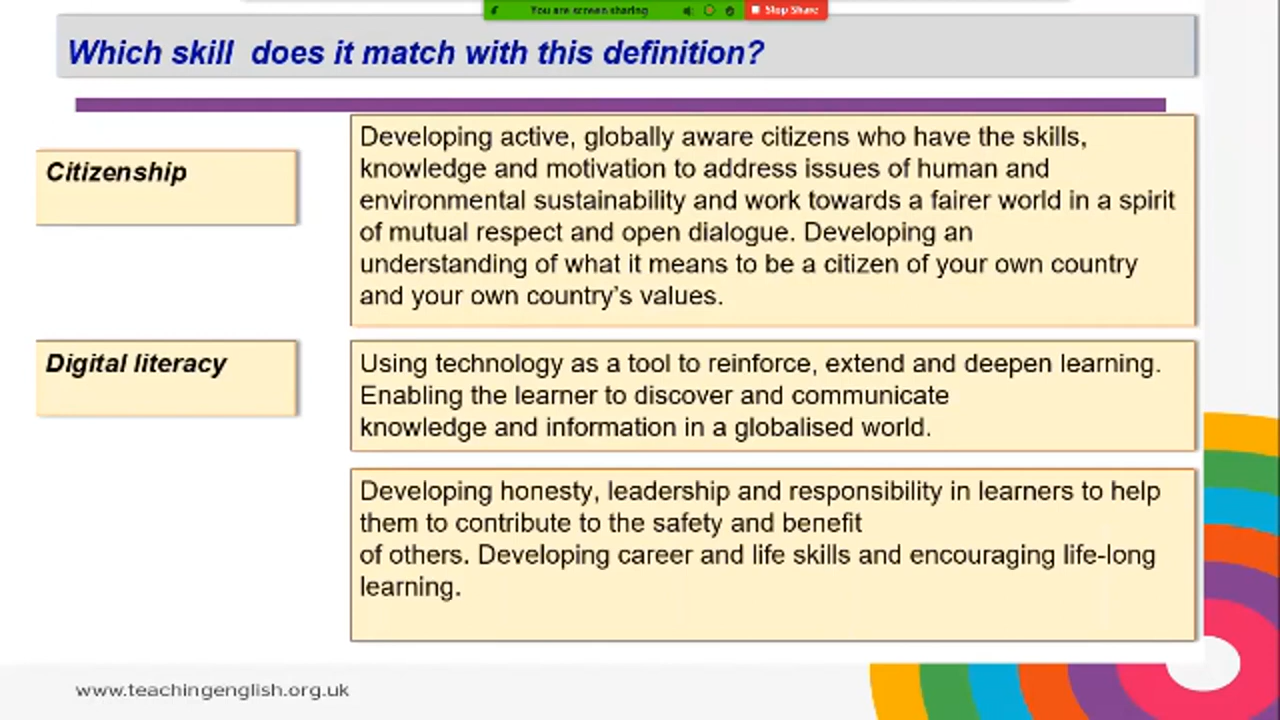 You are screen sharing
Stop Share
Which skill does it match with this definition?
Citizenship
Developing active, globally aware citizens who have the skills,
knowledge and motivation to address issues of human and
environmental sustainability and work towards a fairer world in a spirit
of mutual respect and open dialogue. Developing an
understanding of what it means to be a citizen of your own country
and your own country’s values.
Digital literacy
Using technology as a tool to reinforce, extend and deepen learning.
Enabling the learner to discover and communicate
knowledge and information in a globalised world.
Developing honesty, leadership and responsibility in learners to help
them to contribute to the safety and benefit
of others. Developing career and life skills and encouraging life-long
learning.
www.teachingenglish.org.uk